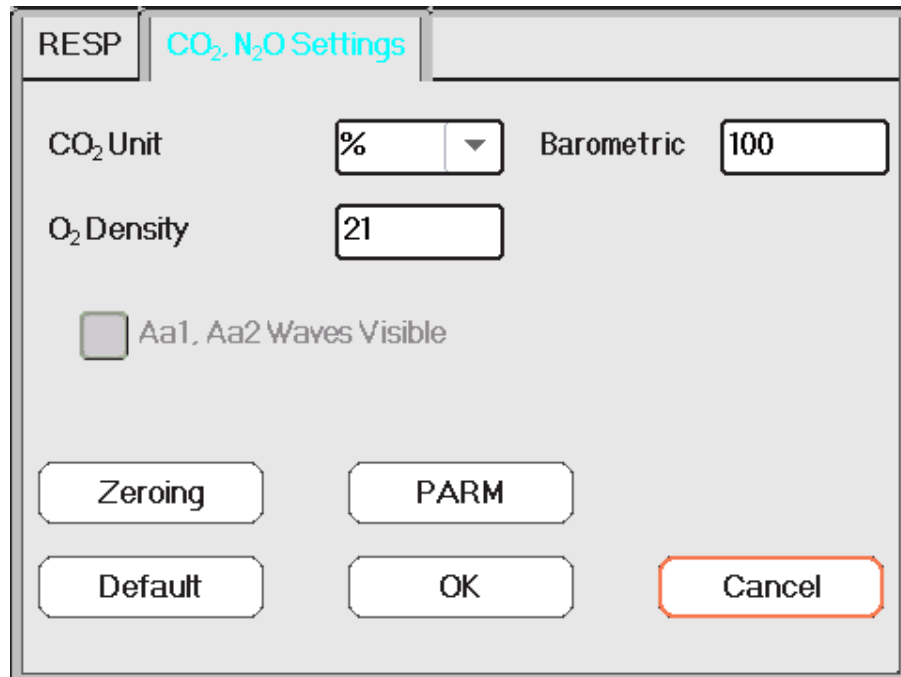 RESP CO₂, N₂O Settings
CO₂ Unit % Barometric 100
O₂ Density 21
Aa1, Aa2 Waves Visible
Zeroing PARM
Default OK Cancel